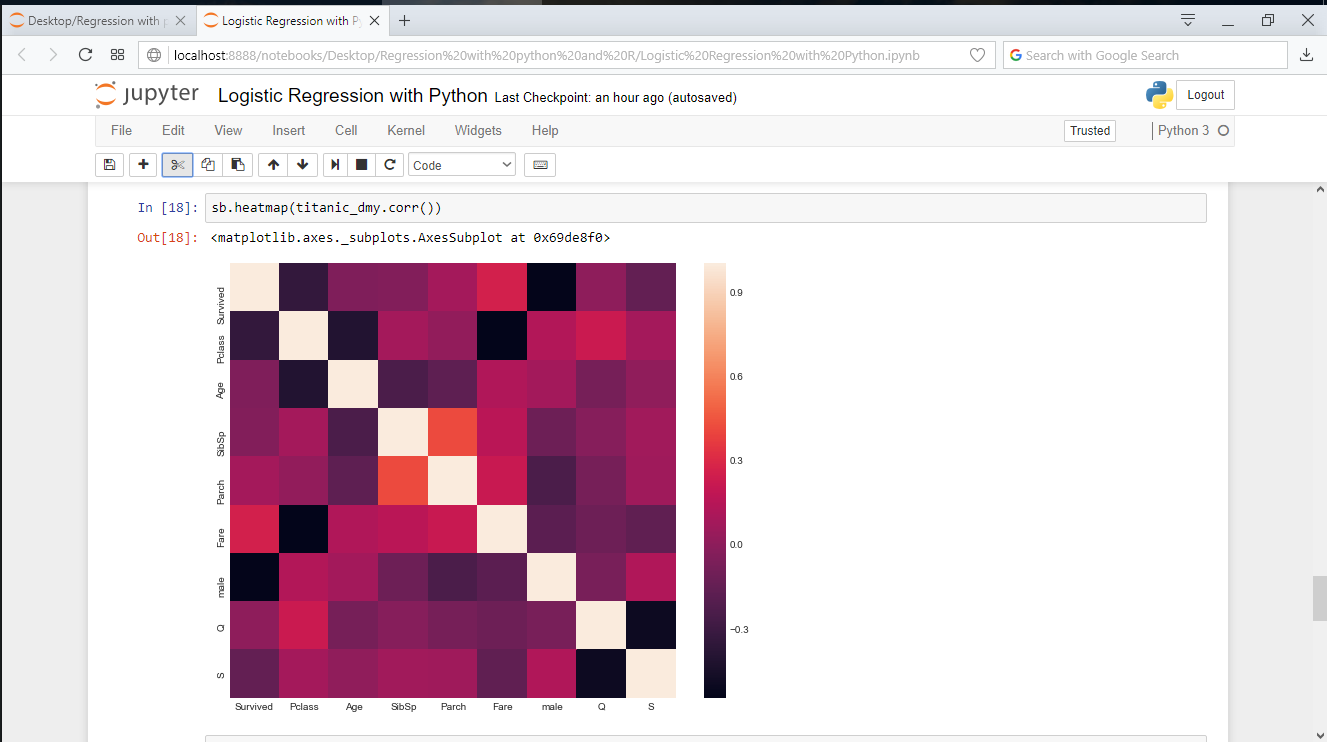 Desktop/Regression with p
Logistic Regression with Py
localhost:8888/notebooks/Desktop/Regression%20with%20python%20and%20R/Logistic%20Regression%20with%20Python.ipynb
Search with Google Search
jupyter Logistic Regression with Python Last Checkpoint: an hour ago (autosaved)
Logout
File Edit View Insert Cell Kernel Widgets Help
Trusted
Python 3
Code
In [18]: sb.heatmap(titanic_dmy.corr())
Out[18]: <matplotlib.axes._subplots.AxesSubplot at 0x69de8f0>
Survived
Pclass
Age
SibSp
Parch
Fare
male
Q
S
Survived Pclass Age SibSp Parch Fare male Q S
0.9
0.6
0.3
0.0
−0.3